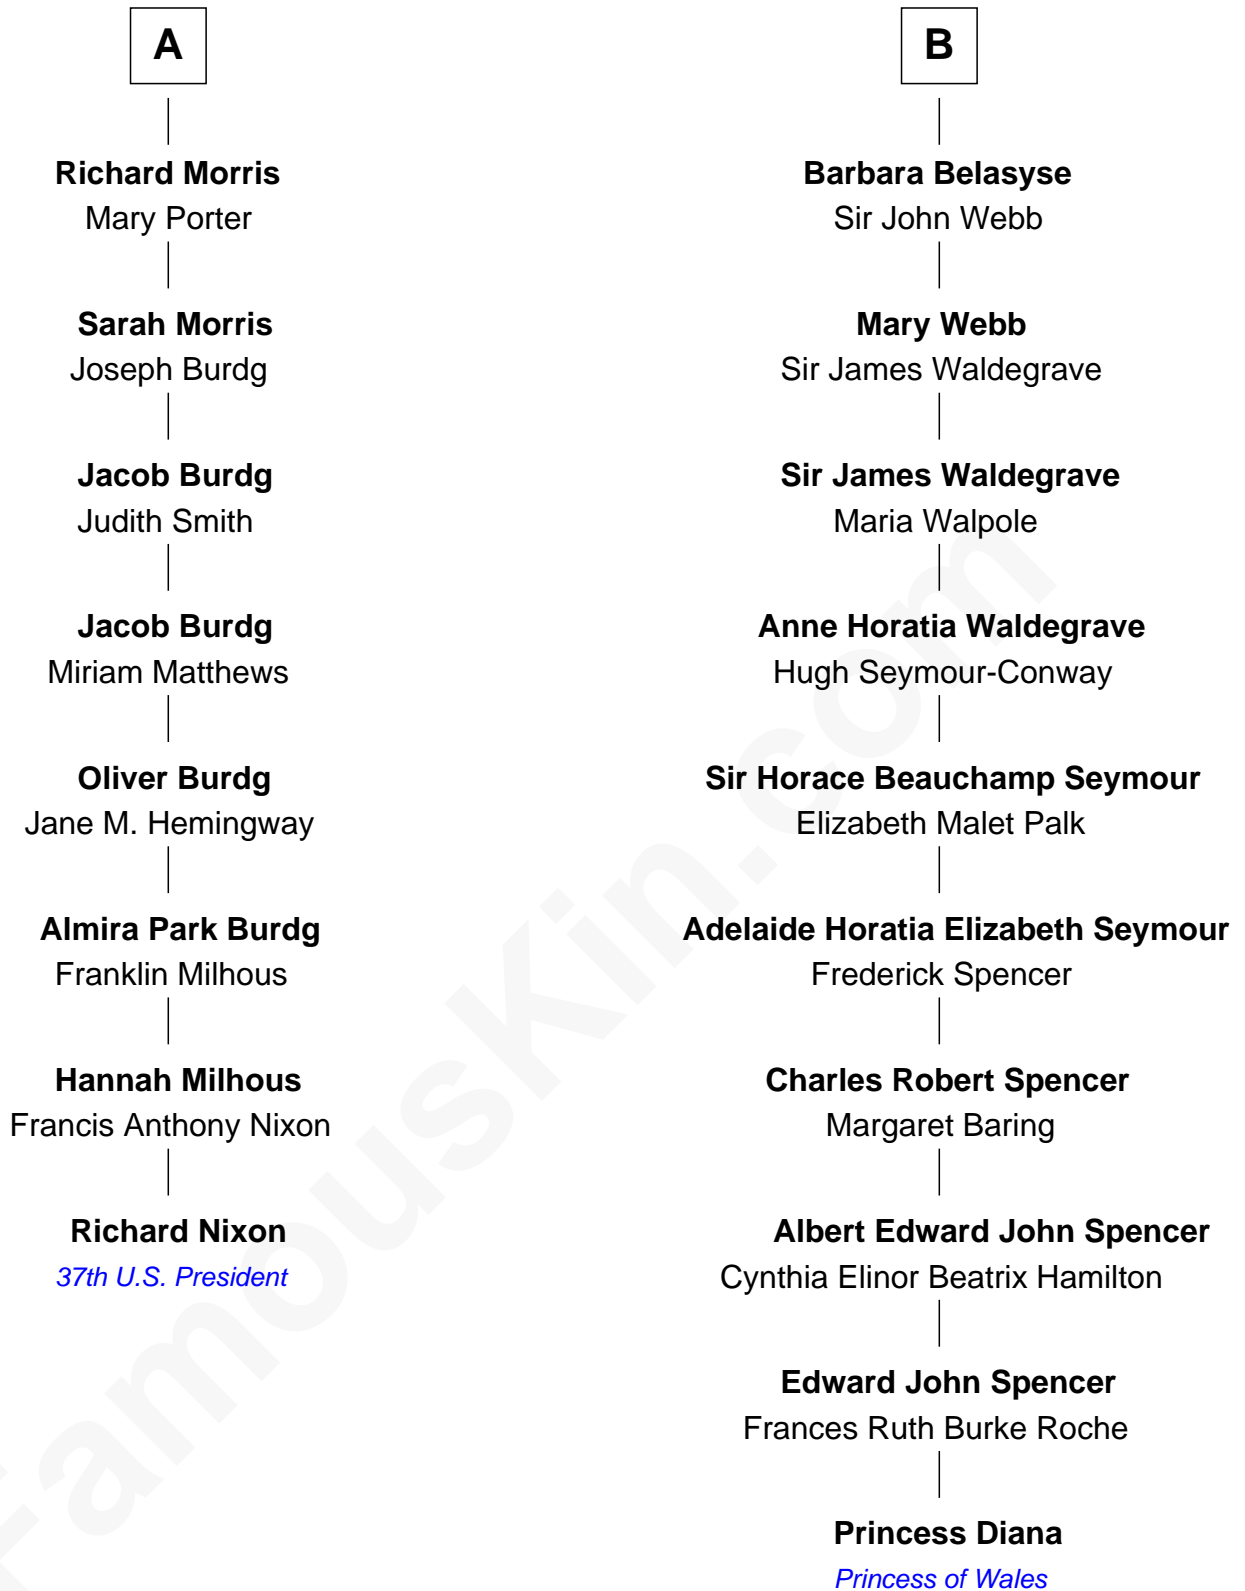 A
Richard Morris
Mary Porter
Sarah Morris
Joseph Burdg
Jacob Burdg
Judith Smith
Jacob Burdg
Miriam Matthews
Oliver Burdg
Jane M. Hemingway
Almira Park Burdg
Franklin Milhous
Hannah Milhous
Francis Anthony Nixon
Richard Nixon
37th U.S. President
B
Barbara Belasyse
Sir John Webb
Mary Webb
Sir James Waldegrave
Sir James Waldegrave
Maria Walpole
Anne Horatia Waldegrave
Hugh Seymour-Conway
Sir Horace Beauchamp Seymour
Elizabeth Malet Palk
Adelaide Horatia Elizabeth Seymour
Frederick Spencer
Charles Robert Spencer
Margaret Baring
Albert Edward John Spencer
Cynthia Elinor Beatrix Hamilton
Edward John Spencer
Frances Ruth Burke Roche
Princess Diana
Princess of Wales
FamousKin.com